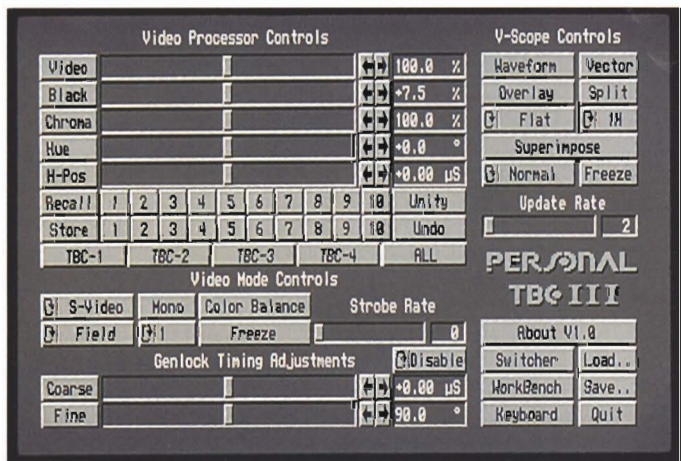 Video Processor Controls
Video 100.0 %
Black +7.5 %
Chroma 100.0 %
Hue +0.0 °
H-Pos +0.00 µS
Recall 1 2 3 4 5 6 7 8 9 10 Unity
Store 1 2 3 4 5 6 7 8 9 10 Undo
TBC-1 TBC-2 TBC-3 TBC-4 ALL
Video Mode Controls
S-Video Mono Color Balance Strobe Rate
Field 1 Freeze 0
Genlock Timing Adjustments Disable
Coarse +0.00 µS
Fine 90.0 °
V-Scope Controls
Waveform Vector
Overlay Split
Flat 1H
Superimpose
Normal Freeze
Update Rate
2
PERSONAL
TBC III
About V1.0
Switcher Load...
WorkBench Save..
Keyboard Quit